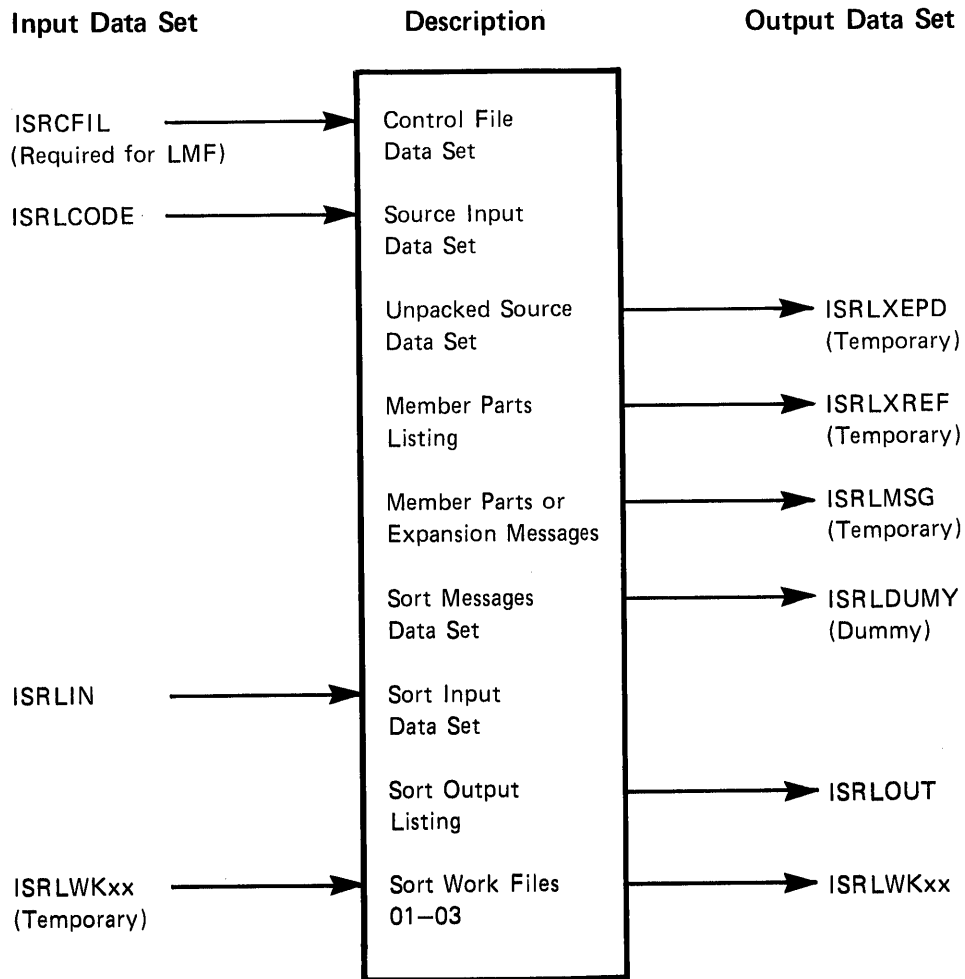 Input Data Set
Description
Output Data Set
ISRCFIL
(Required for LMF)
Control File
Data Set
ISRLCODE
Source Input
Data Set
Unpacked Source
Data Set
ISRLXEPD
(Temporary)
Member Parts
Listing
ISRLXREF
(Temporary)
Member Parts or
Expansion Messages
ISRLMSG
(Temporary)
Sort Messages
Data Set
ISRLDUMY
(Dummy)
ISRLIN
Sort Input
Data Set
Sort Output
Listing
ISRLOUT
ISRLWKxx
(Temporary)
Sort Work Files
01—03
ISRLWKxx